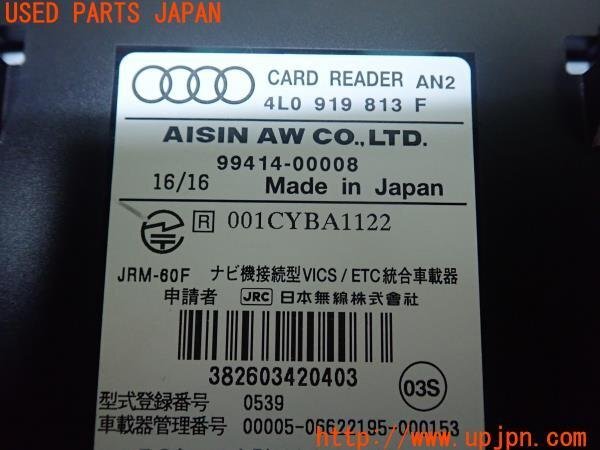 USED PARTS JAPAN
CARD READER AN2
4L0 919 813 F
AISIN AW CO.,LTD.
99414-00008
16/16 Made in Japan
R 001CYBA1122
JRM-60F ナビ機接続型VICS/ETC統合車載器
申請者 JRC 日本無線株式會社
382603420403
03S
型式登録番号 0539
車載器管理番号 00005-06622195-000153
http://www.upjpn.com